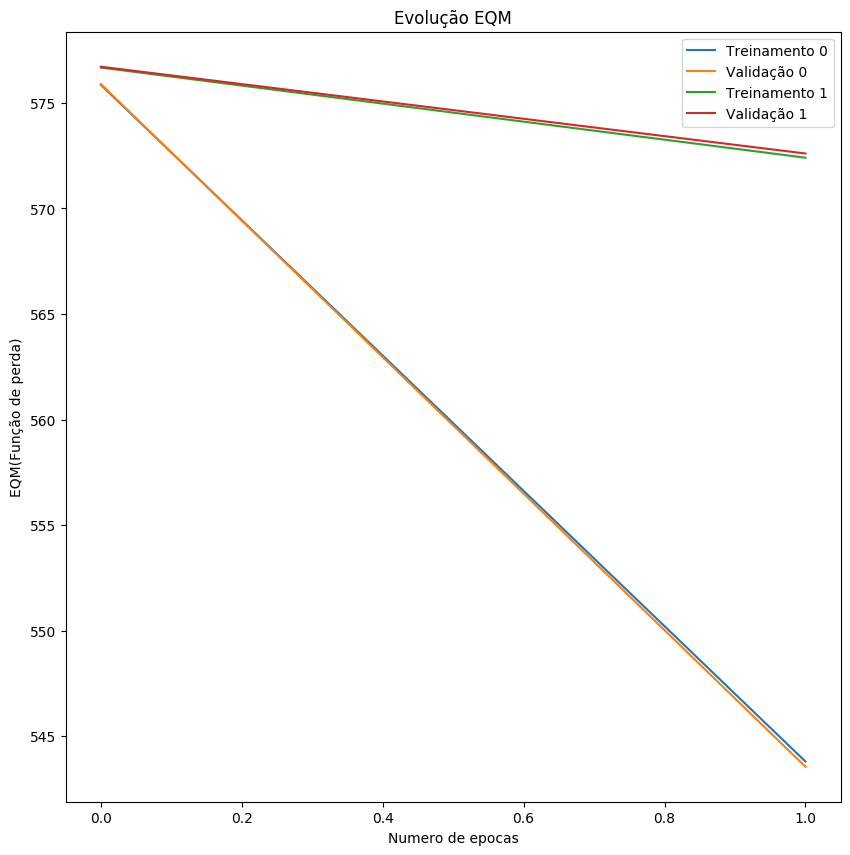 Evolução EQM
Treinamento 0
Validação 0
Treinamento 1
Validação 1
EQM(Função de perda)
575
570
565
560
555
550
545
0.0 0.2 0.4 0.6 0.8 1.0
Numero de epocas